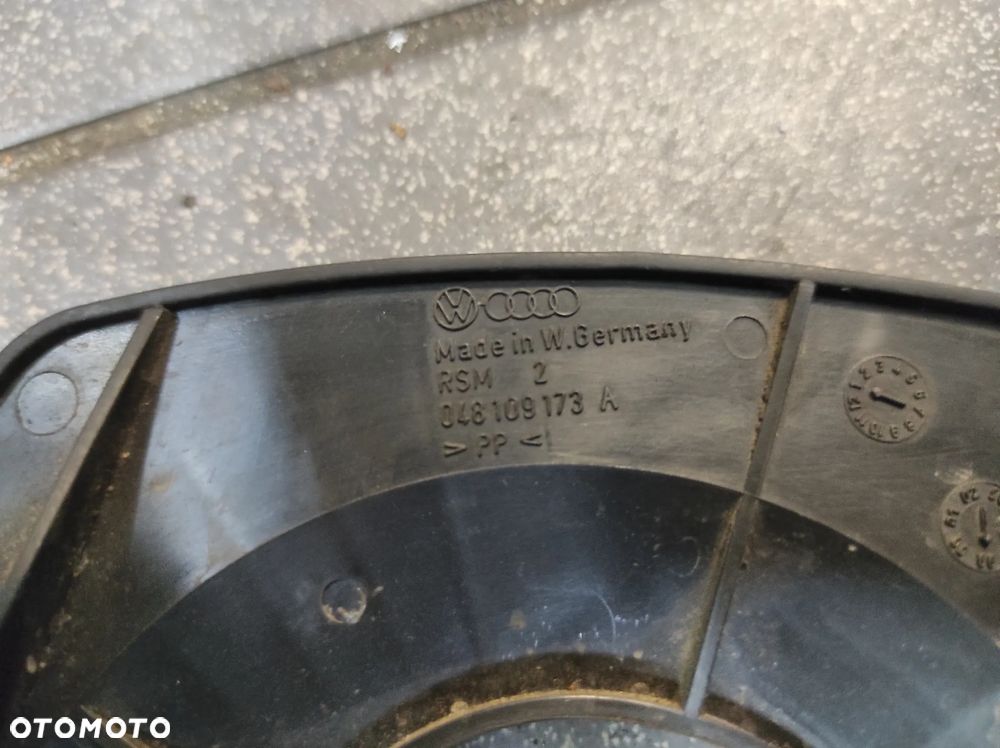 Made in W.Germany
RSM 2
048 109 173 A
> PP <
OTOMOTO